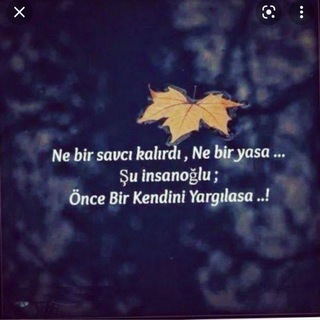 Ne bir savcı kalırdı , Ne bir yasa ...
Şu insanoğlu ;
Önce Bir Kendini Yargılasa ..!